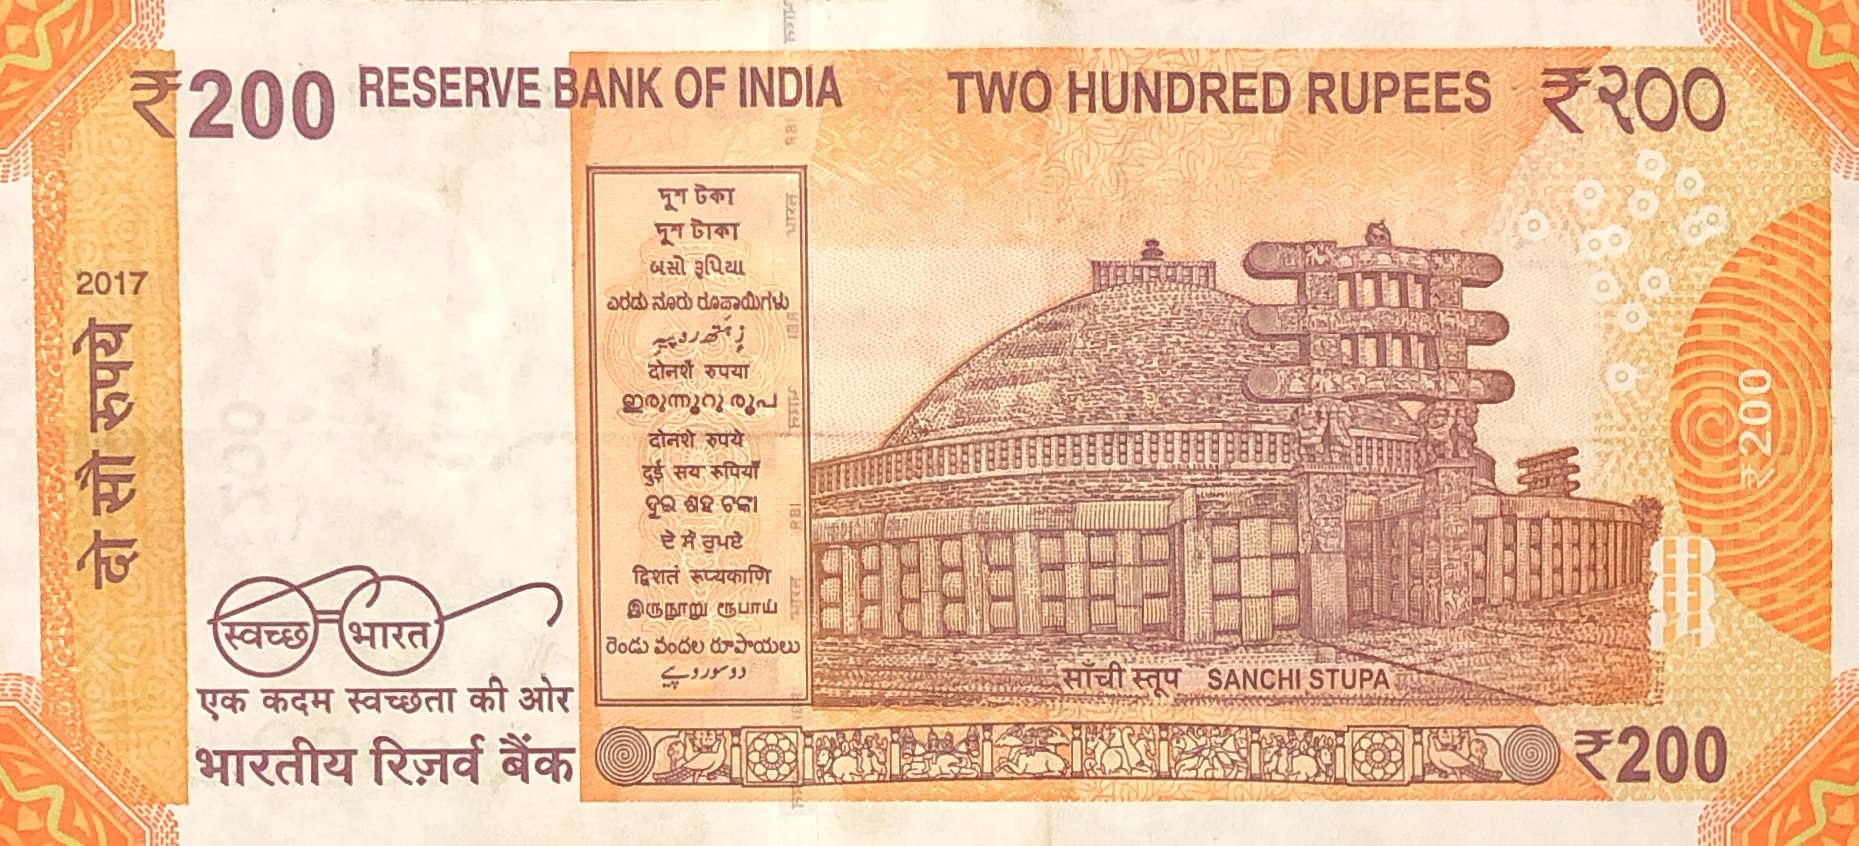 ₹200 RESERVE BANK OF INDIA TWO HUNDRED RUPEES ₹२००
2017
दो सौ रुपये
দুশ টকা
দুশ টাকা
બસો રૂપિયા
ಎರಡು ನೂರು ರೂಪಾಯಿಗಳು
دोनशें रुपया
ഇരുന്നൂറു രൂപ
दोनशे रुपये
दुई सय रुपियाँ
ଦୁଇ ଶହ ଟଙ୍କା
ਦੋ ਸੌ ਰੁਪਏ
द्विशतं रूप्यकाणि
இருநூறு ரூபாய்
రెండు వందల రూపాయలు
دو سو روپے
₹200
साँची स्तूप SANCHI STUPA
स्वच्छ भारत
एक कदम स्वच्छता की ओर
भारतीय रिज़र्व बैंक
₹200